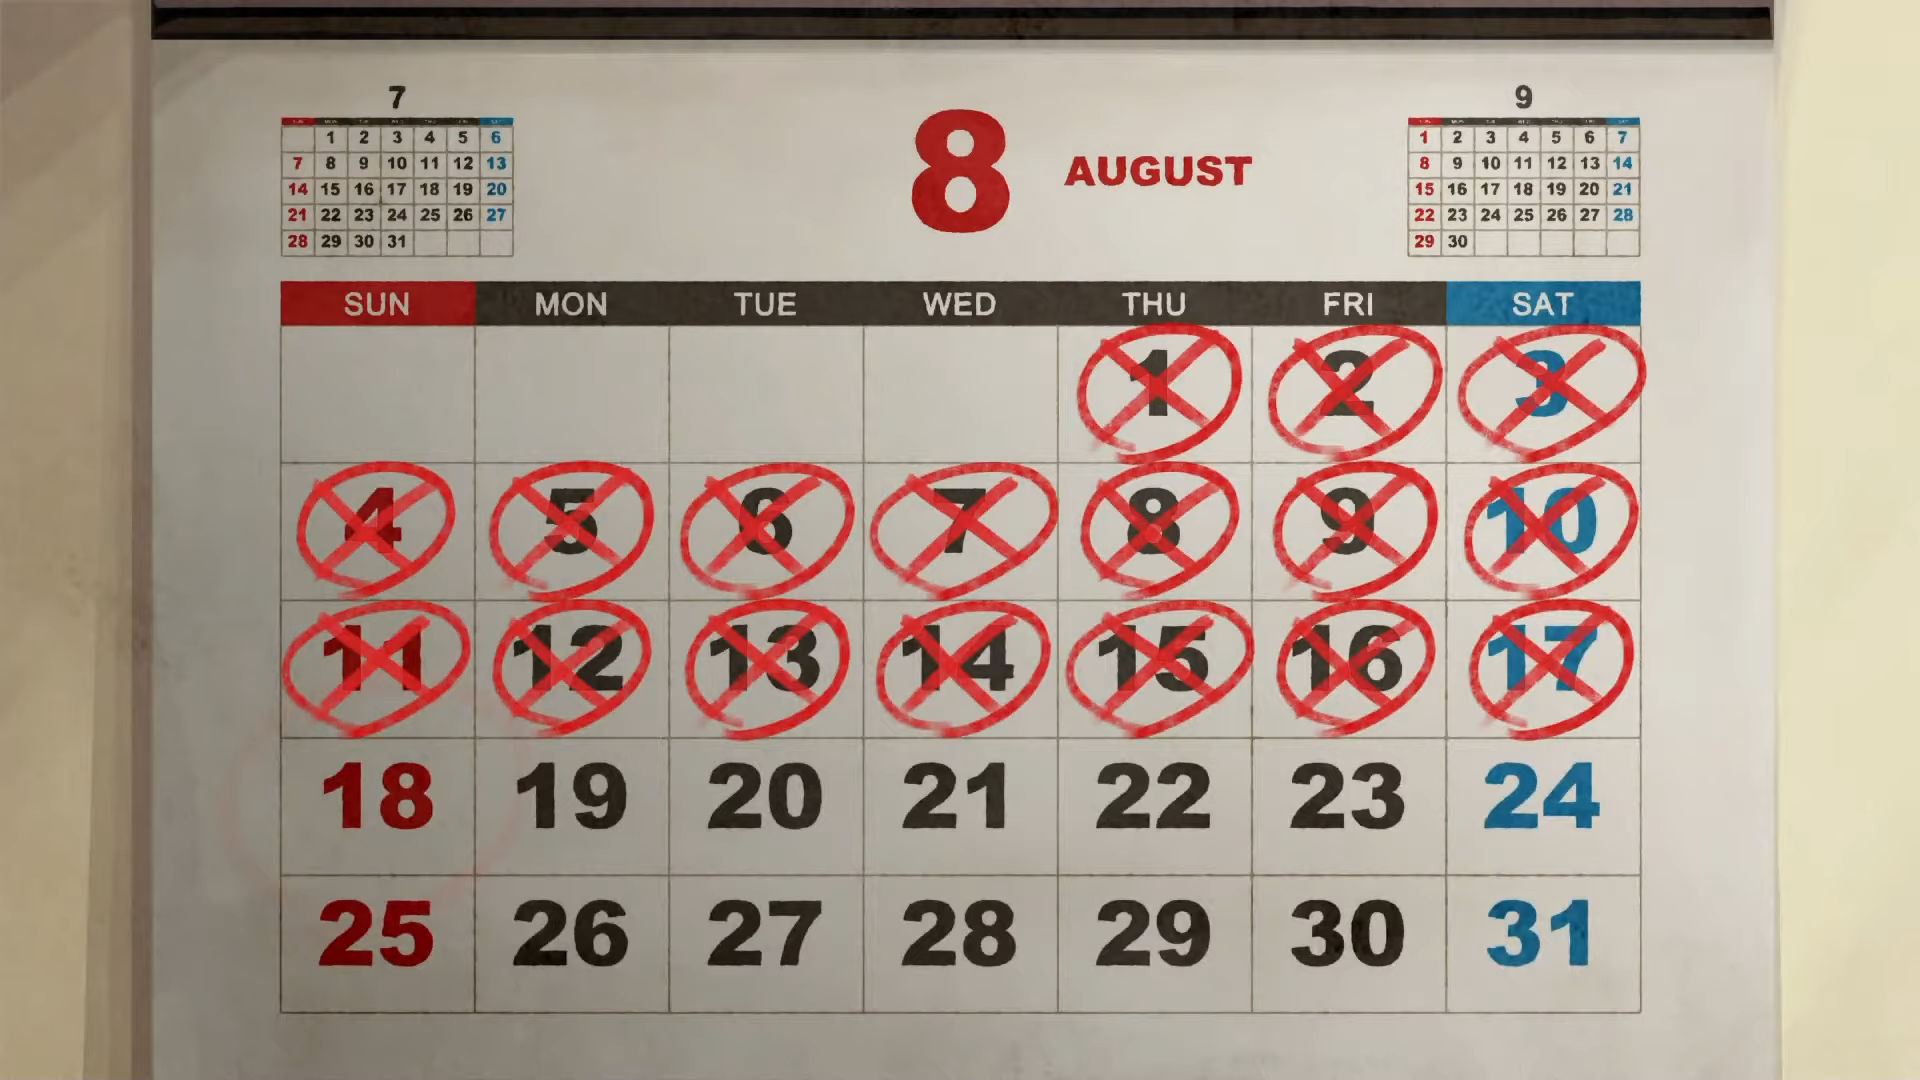 7
1 2 3 4 5 6
7 8 9 10 11 12 13
14 15 16 17 18 19 20
21 22 23 24 25 26 27
28 29 30 31
8 AUGUST
9
1 2 3 4 5 6 7
8 9 10 11 12 13 14
15 16 17 18 19 20 21
22 23 24 25 26 27 28
29 30
SUN MON TUE WED THU FRI SAT
1 2 3
4 5 6 7 8 9 10
11 12 13 14 15 16 17
18 19 20 21 22 23 24
25 26 27 28 29 30 31